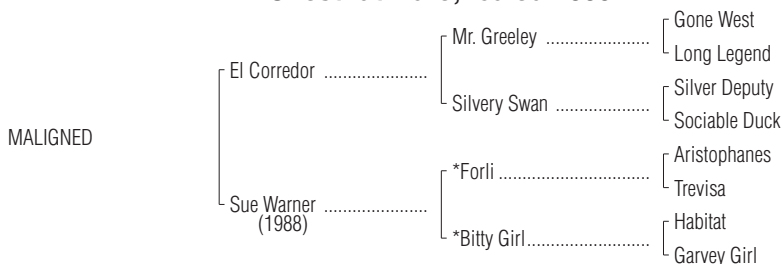 Gone West
Mr. Greeley ......................
Long Legend
El Corredor ......................
Silver Deputy
Silvery Swan ....................
Sociable Duck
MALIGNED
Aristophanes
*Forli ................................
Trevisa
Sue Warner ......................
(1988)
Habitat
*Bitty Girl.........................
Garvey Girl